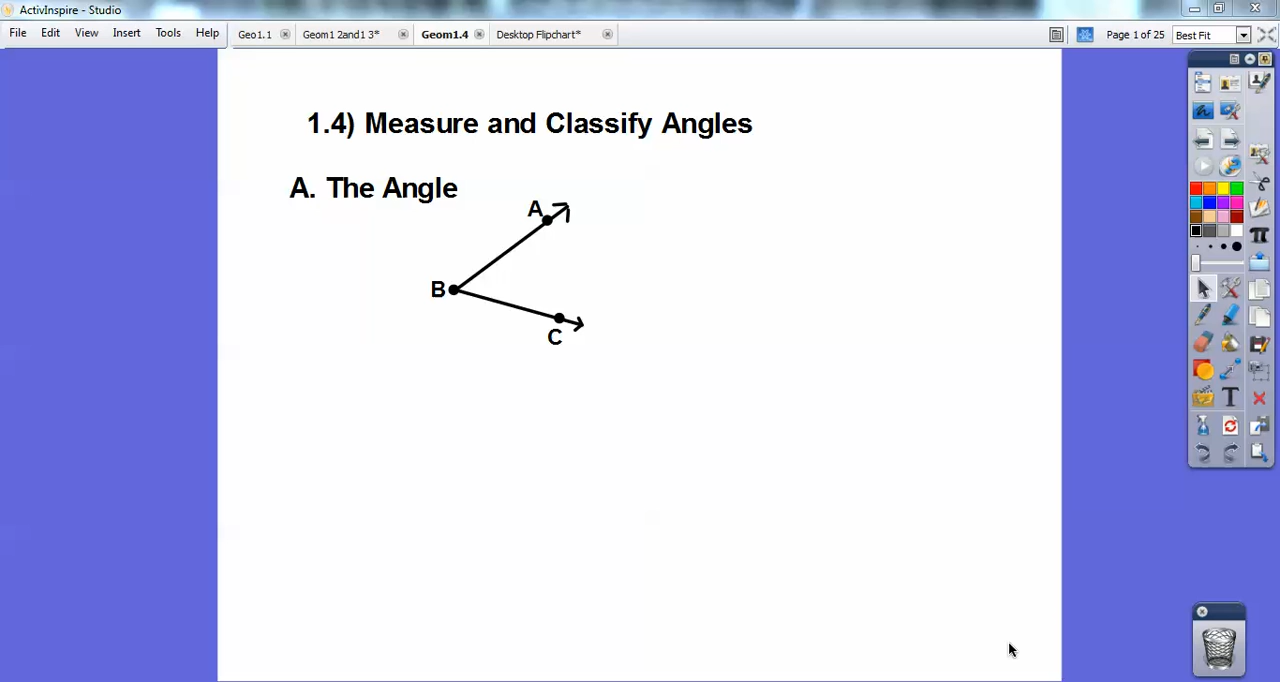 ActivInspire - Studio
File Edit View Insert Tools Help Geo1.1 Geom1 2and1 3* Geom1.4 Desktop Flipchart* Page 1 of 25 Best Fit
1.4) Measure and Classify Angles
A. The Angle
A
B
C